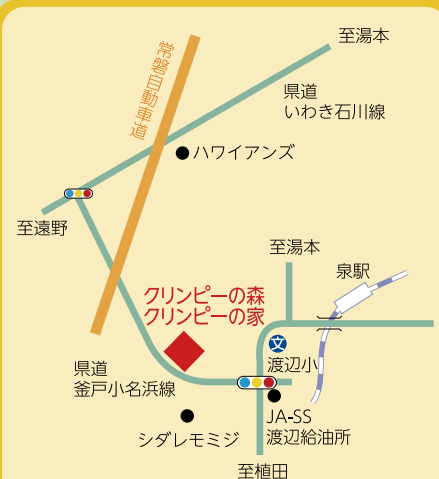 至湯本
県道
いわき石川線
常磐自動車道
ハワイアンズ
至遠野
至湯本
泉駅
クリンピーの森
クリンピーの家
文
渡辺小
県道
釜戸小名浜線
JA-SS
渡辺給油所
シダレモミジ
至植田